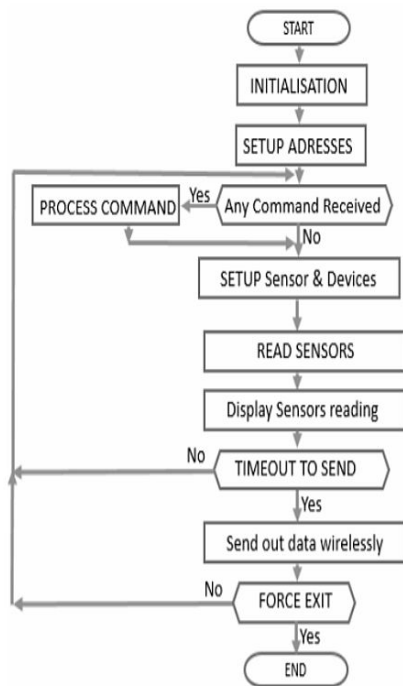 START
INITIALISATION
SETUP ADRESSES
PROCESS COMMAND
Yes
Any Command Received
No
SETUP Sensor & Devices
READ SENSORS
Display Sensors reading
No
TIMEOUT TO SEND
Yes
Send out data wirelessly
No
FORCE EXIT
Yes
END